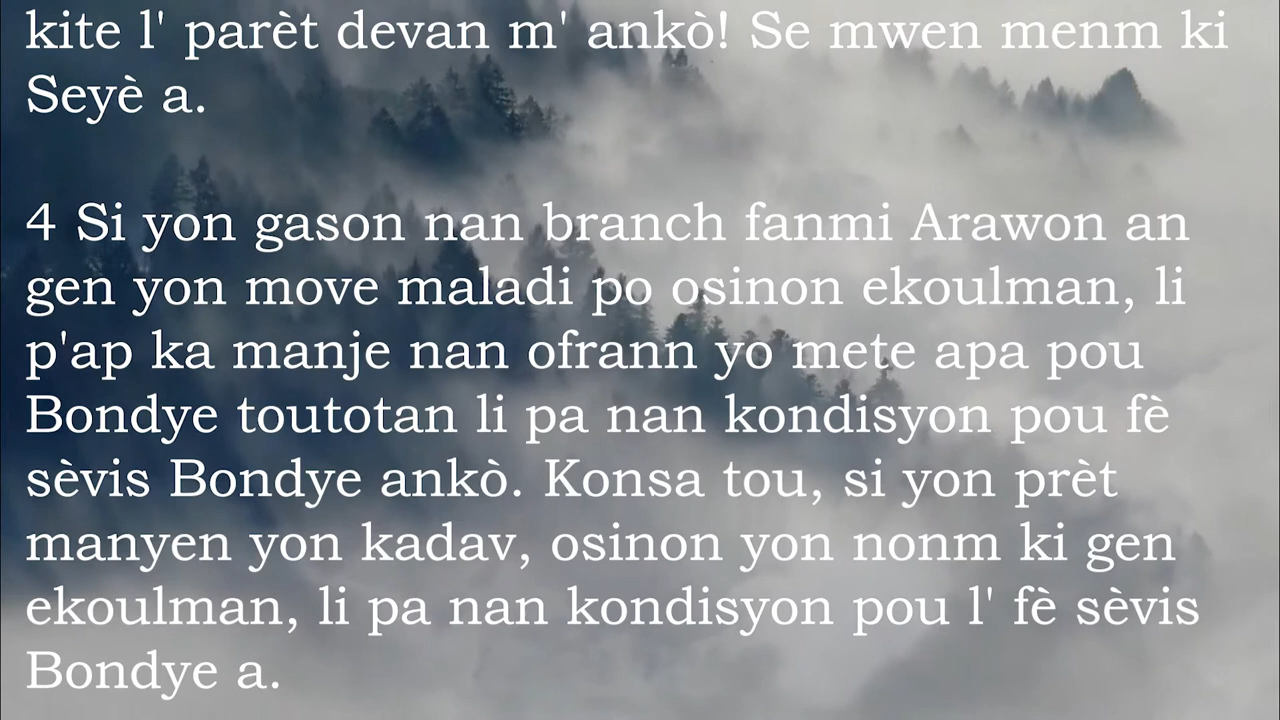 kite l' parèt devan m' ankò! Se mwen menm ki
Seyè a.
4 Si yon gason nan branch fanmi Arawon an
gen yon move maladi po osinon ekoulman, li
p'ap ka manje nan ofrann yo mete apa pou
Bondye toutotan li pa nan kondisyon pou fè
sèvis Bondye ankò. Konsa tou, si yon prèt
manyen yon kadav, osinon yon nonm ki gen
ekoulman, li pa nan kondisyon pou l' fè sèvis
Bondye a.